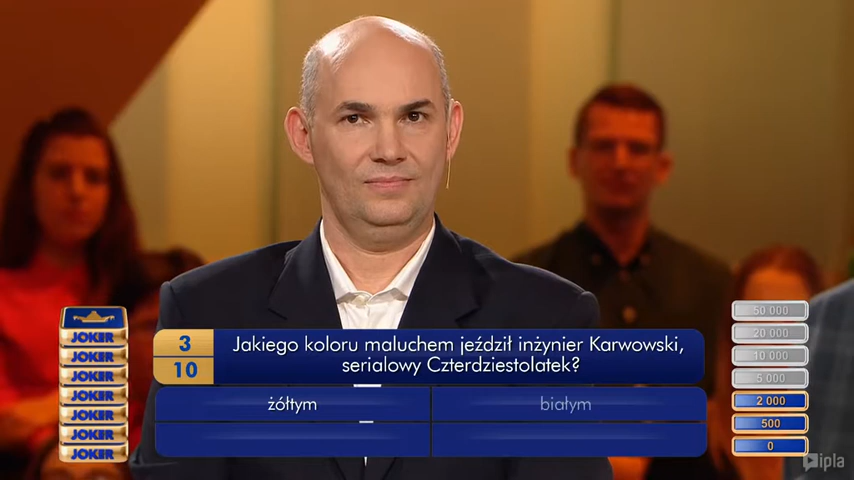 JOKER
JOKER
JOKER
JOKER
JOKER
JOKER
JOKER
3
10
Jakiego koloru maluchem jeździł inżynier Karwowski,
serialowy Czterdziestolatek?
żółtym
białym
50 000
20 000
10 000
5 000
2 000
500
0
ipla